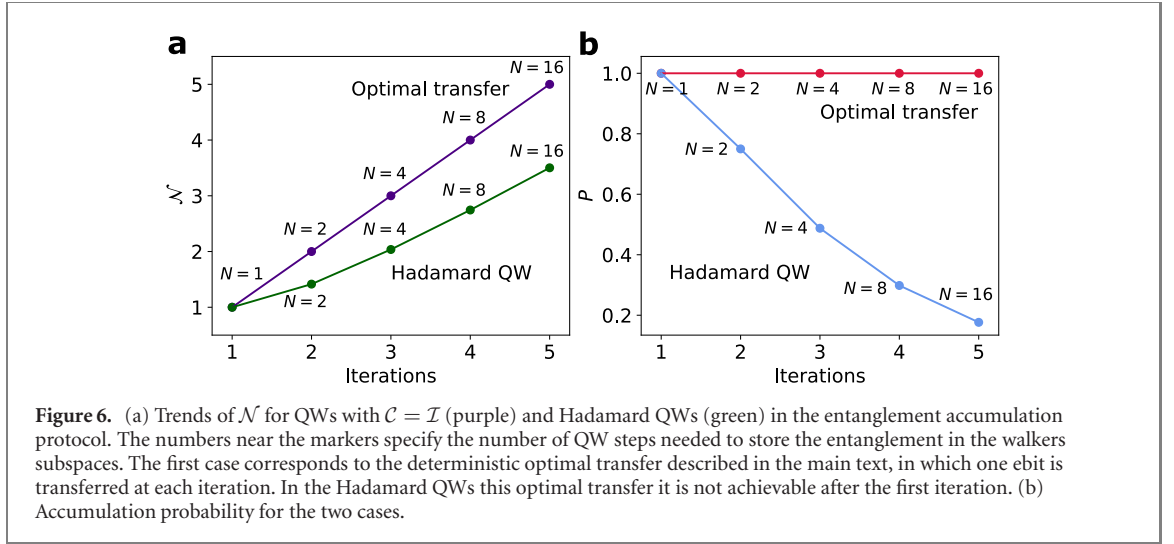 a
5
4
3
2
1
𝒩
1
2
3
4
5
Iterations
Optimal transfer
Hadamard QW
N = 1
N = 2
N = 4
N = 8
N = 16
N = 2
N = 4
N = 8
N = 16
b
1.0
0.8
0.6
0.4
0.2
P
1
2
3
4
5
Iterations
N = 1
N = 2
N = 4
N = 8
N = 16
Optimal transfer
N = 2
N = 4
N = 8
N = 16
Hadamard QW
Figure 6. (a) Trends of 𝒩 for QWs with 𝒞 = ℐ (purple) and Hadamard QWs (green) in the entanglement accumulation
protocol. The numbers near the markers specify the number of QW steps needed to store the entanglement in the walkers
subspaces. The first case corresponds to the deterministic optimal transfer described in the main text, in which one ebit is
transferred at each iteration. In the Hadamard QWs this optimal transfer it is not achievable after the first iteration. (b)
Accumulation probability for the two cases.